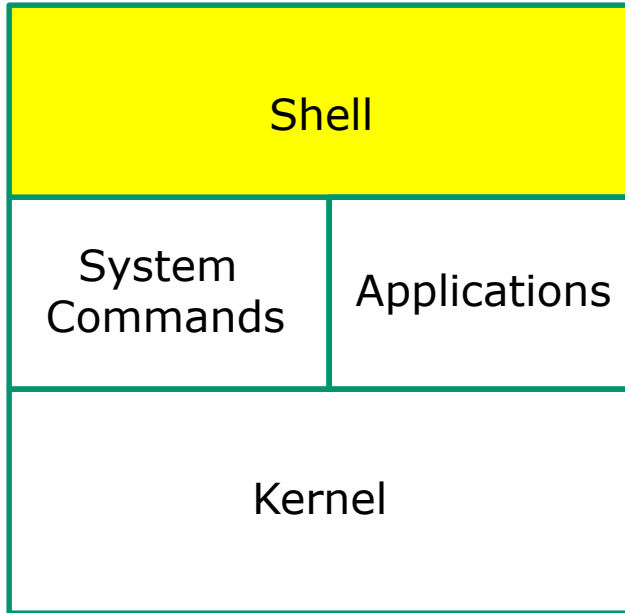 Shell
System
Commands
Applications
Kernel